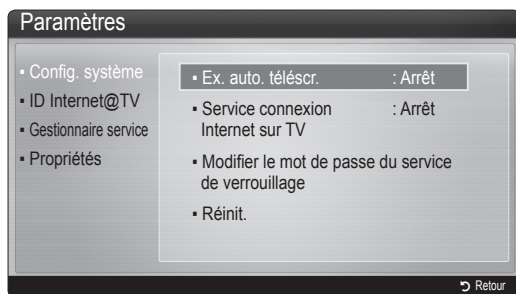 Paramètres
▪ Config. système
▪ ID Internet@TV
▪ Gestionnaire service
▪ Propriétés
▪ Ex. auto. téléscr. : Arrêt
▪ Service connexion : Arrêt
Internet sur TV
▪ Modifier le mot de passe du service
de verrouillage
▪ Réinit.
Retour